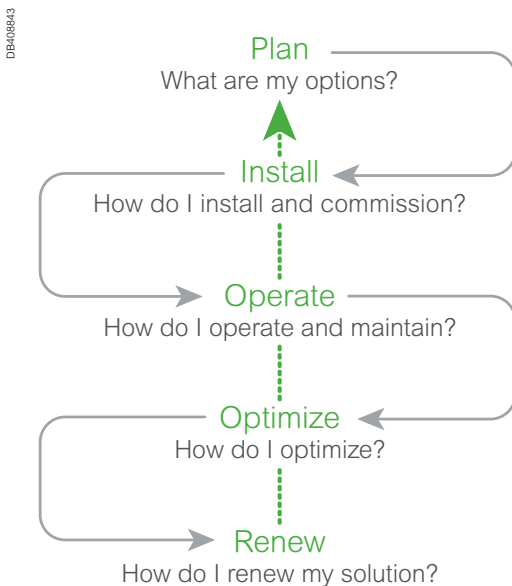 DB408843
Plan
What are my options?
Install
How do I install and commission?
Operate
How do I operate and maintain?
Optimize
How do I optimize?
Renew
How do I renew my solution?